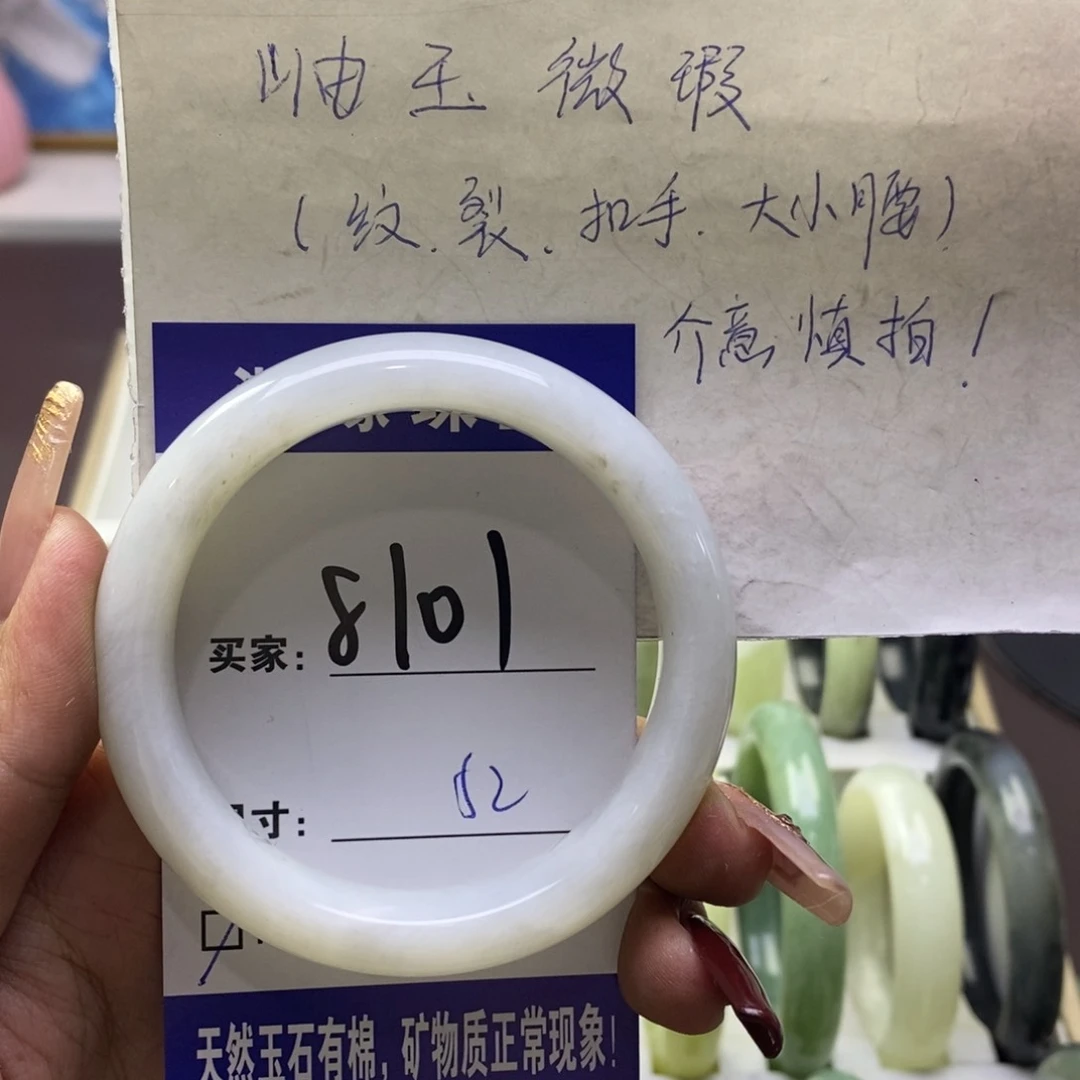 岫玉 微瑕
(纹.裂.扣手.大小腰)
介意慎拍!
买家: 8101
寸: 52
天然玉石有棉,矿物质正常现象!